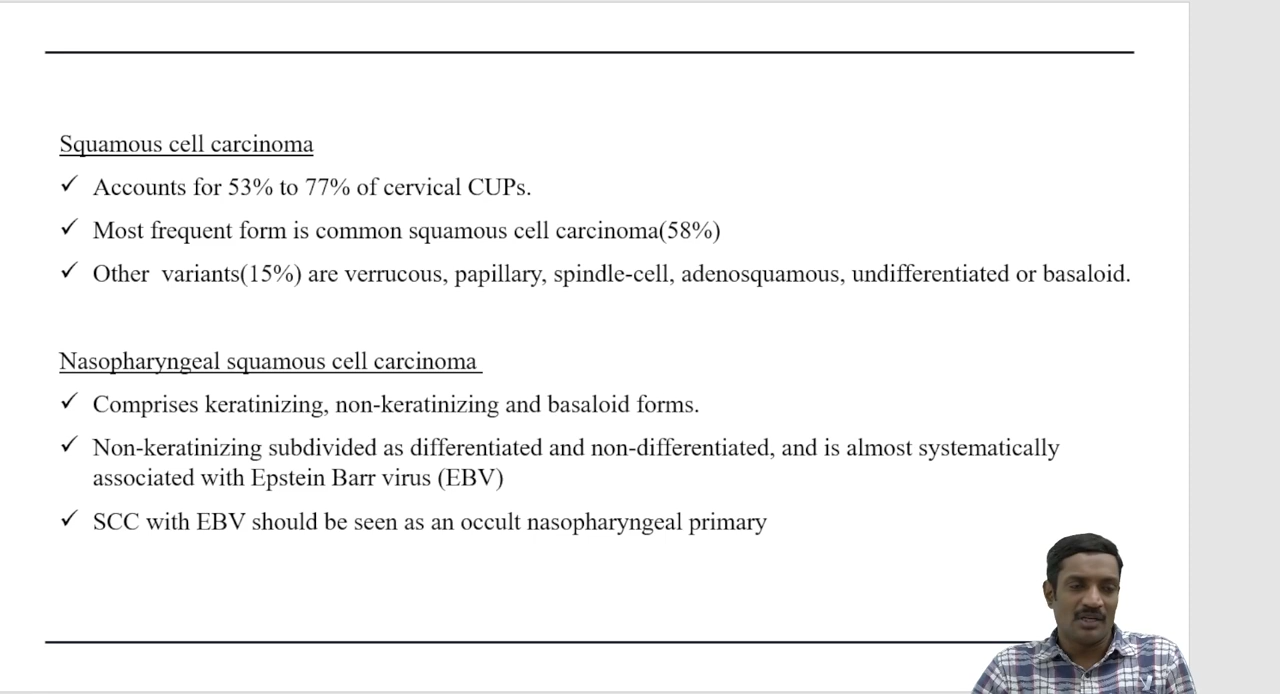 Squamous cell carcinoma
✓ Accounts for 53% to 77% of cervical CUPs.
✓ Most frequent form is common squamous cell carcinoma(58%)
✓ Other  variants(15%) are verrucous, papillary, spindle-cell, adenosquamous, undifferentiated or basaloid.
Nasopharyngeal squamous cell carcinoma
✓ Comprises keratinizing, non-keratinizing and basaloid forms.
✓ Non-keratinizing subdivided as differentiated and non-differentiated, and is almost systematically
associated with Epstein Barr virus (EBV)
✓ SCC with EBV should be seen as an occult nasopharyngeal primary